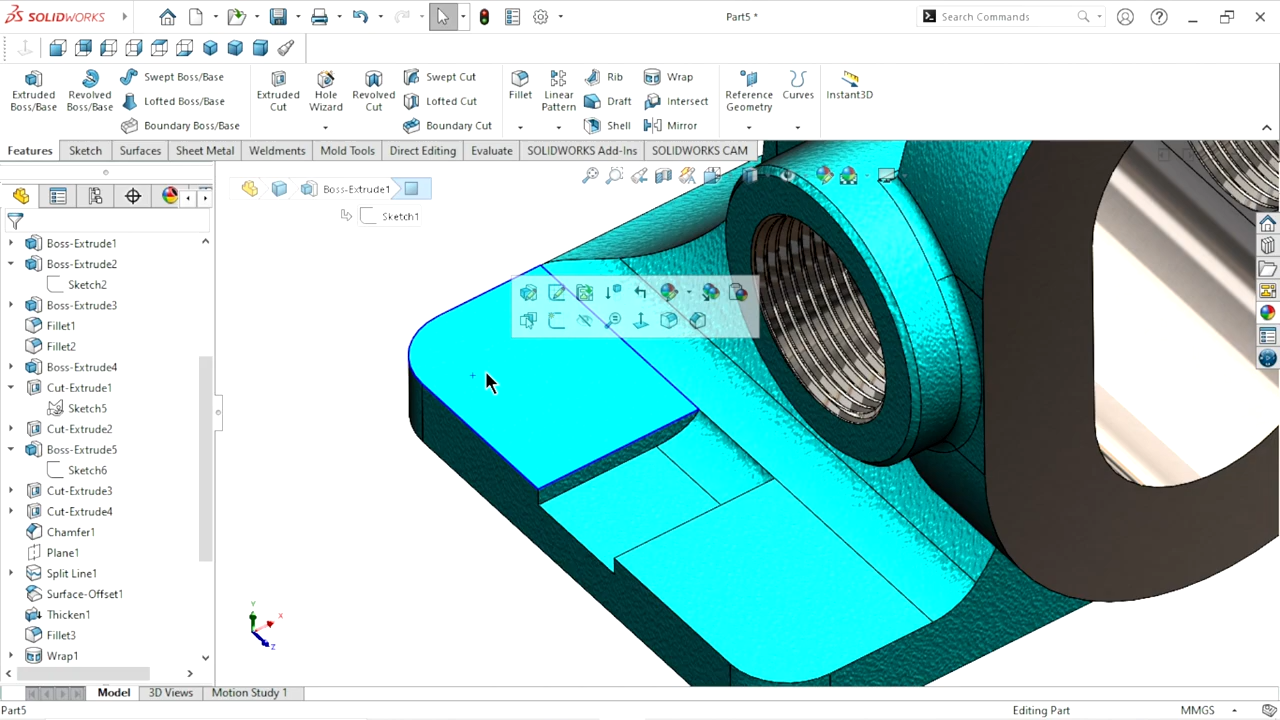 SOLIDWORKS
Part5 *
Search Commands
Extruded Boss/Base
Revolved Boss/Base
Swept Boss/Base
Lofted Boss/Base
Boundary Boss/Base
Extruded Cut
Hole Wizard
Revolved Cut
Swept Cut
Lofted Cut
Boundary Cut
Fillet
Linear Pattern
Rib
Draft
Shell
Wrap
Intersect
Mirror
Reference Geometry
Curves
Instant3D
Features
Sketch
Surfaces
Sheet Metal
Weldments
Mold Tools
Direct Editing
Evaluate
SOLIDWORKS Add-Ins
SOLIDWORKS CAM
Boss-Extrude1
Sketch1
Boss-Extrude1
Boss-Extrude2
Sketch2
Boss-Extrude3
Fillet1
Fillet2
Boss-Extrude4
Cut-Extrude1
Sketch5
Cut-Extrude2
Boss-Extrude5
Sketch6
Cut-Extrude3
Cut-Extrude4
Chamfer1
Plane1
Split Line1
Surface-Offset1
Thicken1
Fillet3
Wrap1
Y
X
Z
Model
3D Views
Motion Study 1
Part5
Editing Part
MMGS